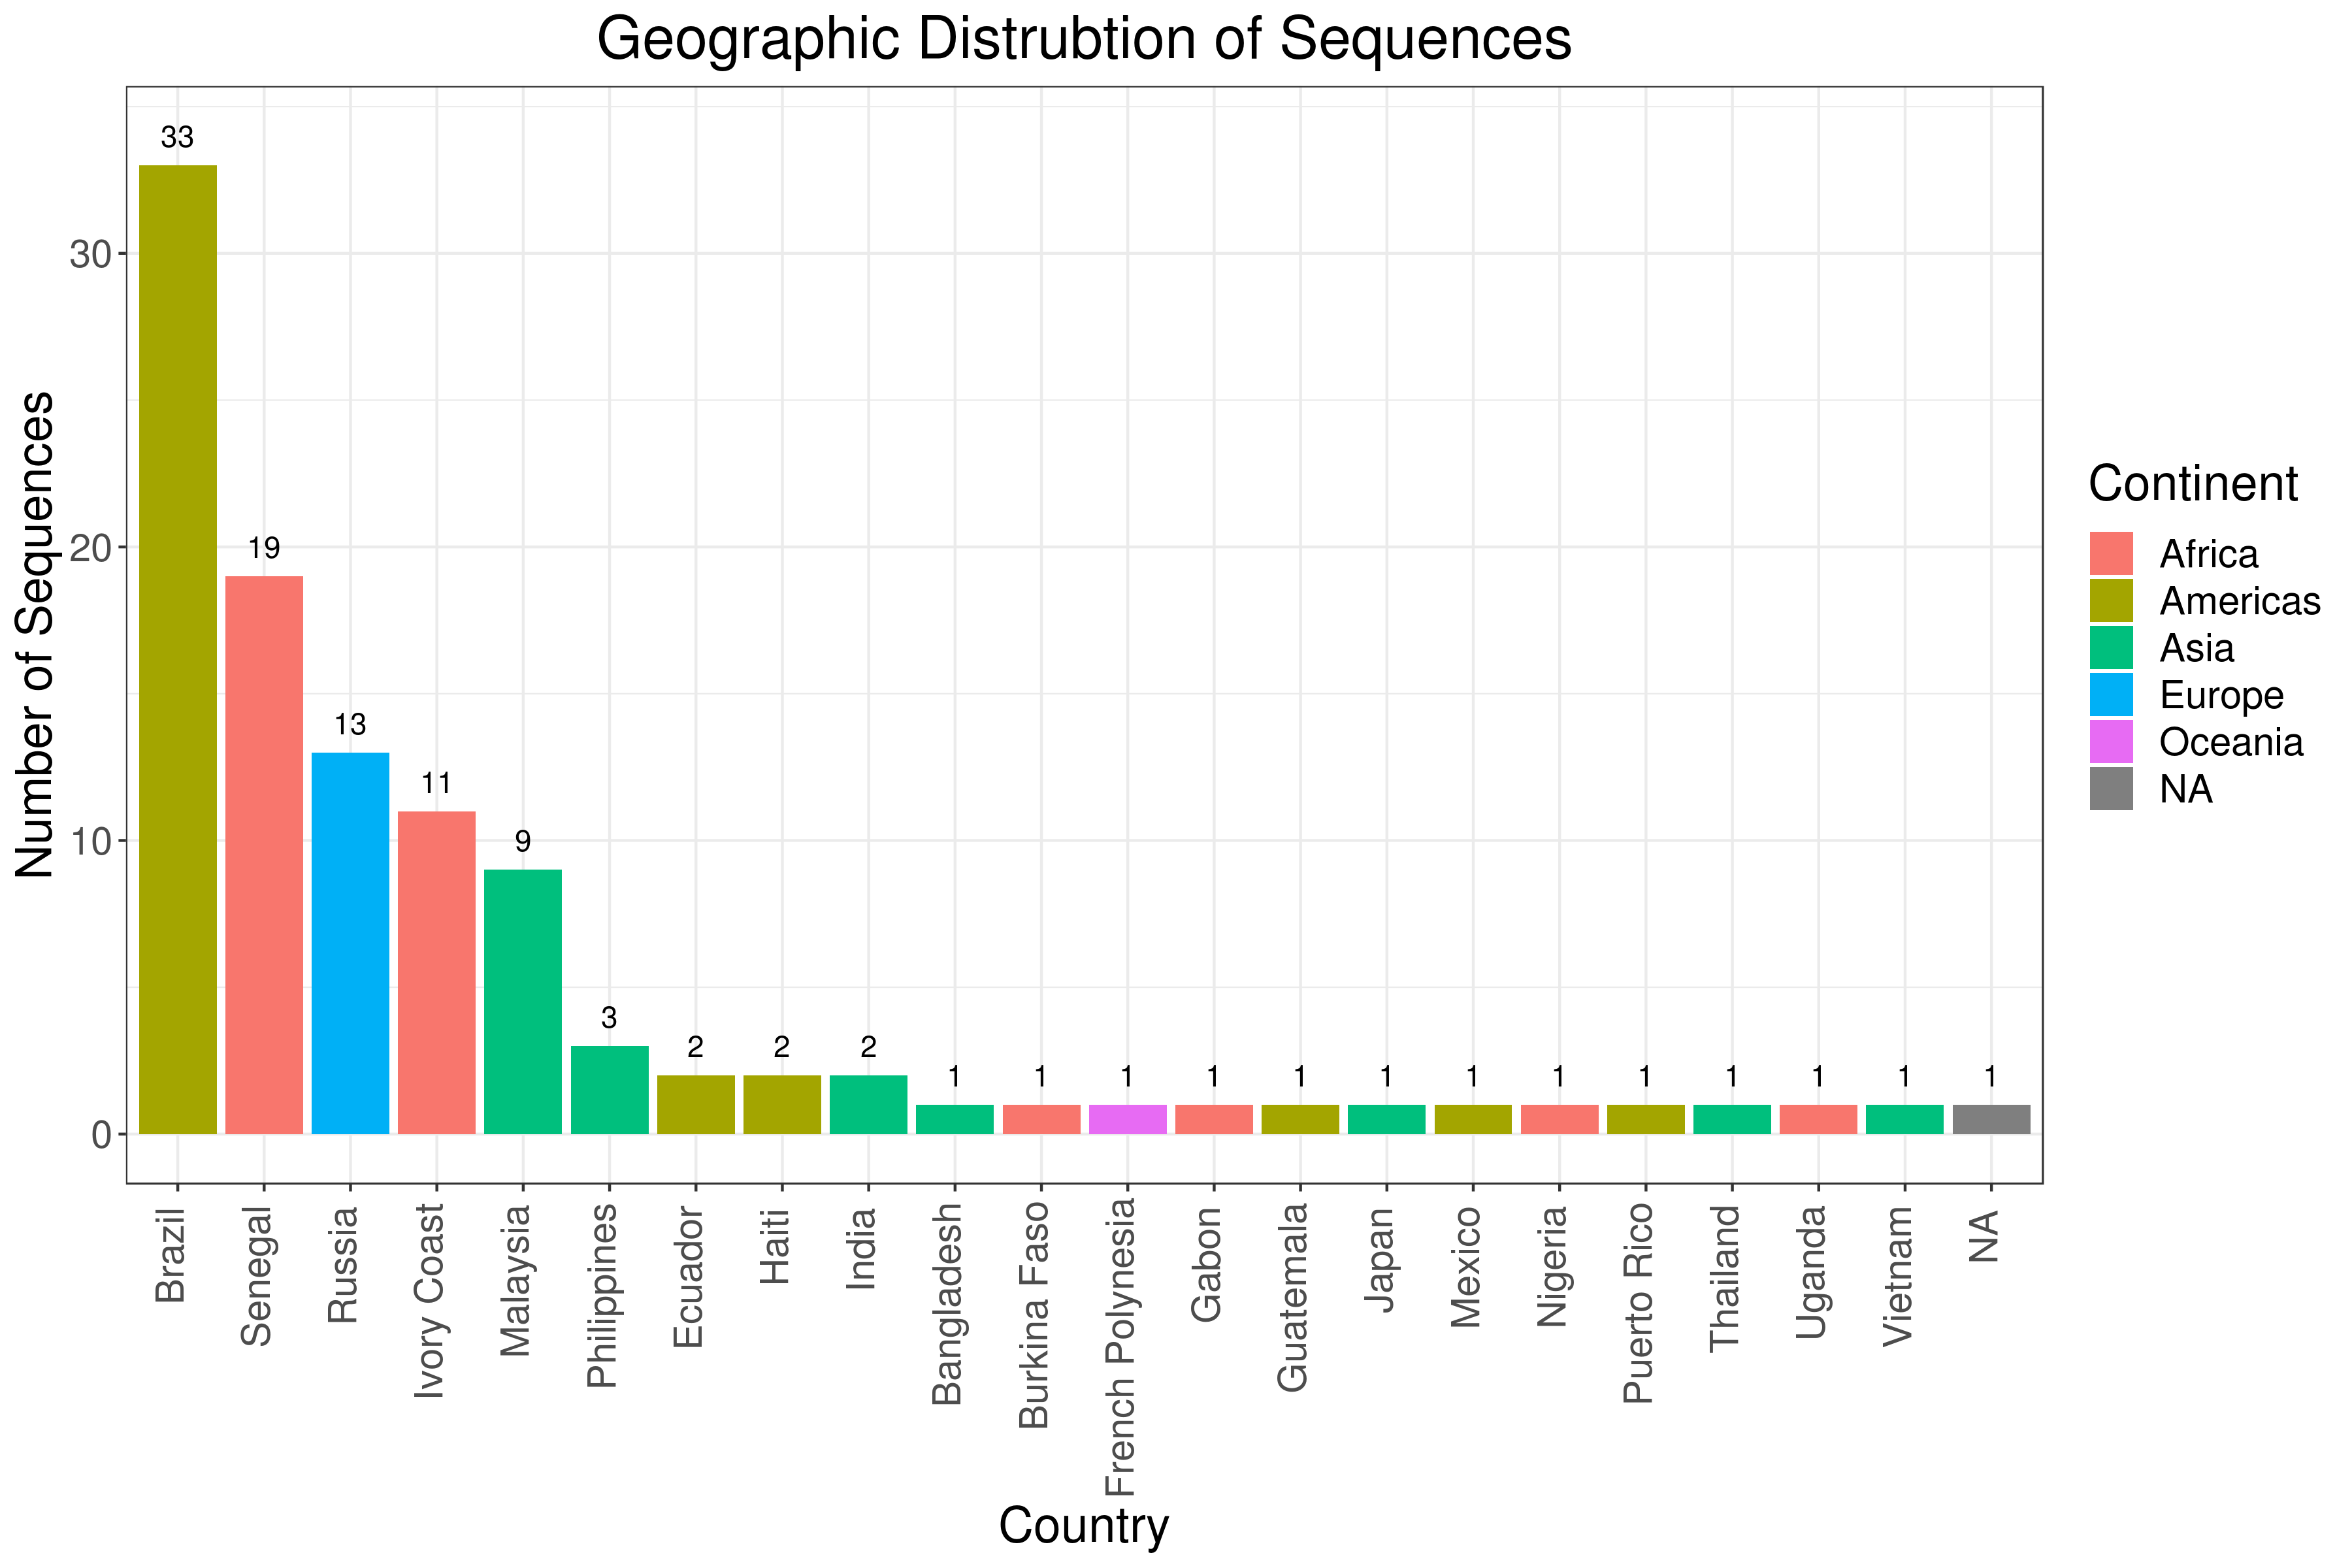 Geographic Distrubtion of Sequences
Number of Sequences
30
20
10
0
33
19
13
11
9
3
2
2
2
1
1
1
1
1
1
1
1
1
1
1
1
1
Brazil
Senegal
Russia
Ivory Coast
Malaysia
Philippines
Ecuador
Haiti
India
Bangladesh
Burkina Faso
French Polynesia
Gabon
Guatemala
Japan
Mexico
Nigeria
Puerto Rico
Thailand
Uganda
Vietnam
NA
Country
Continent
Africa
Americas
Asia
Europe
Oceania
NA